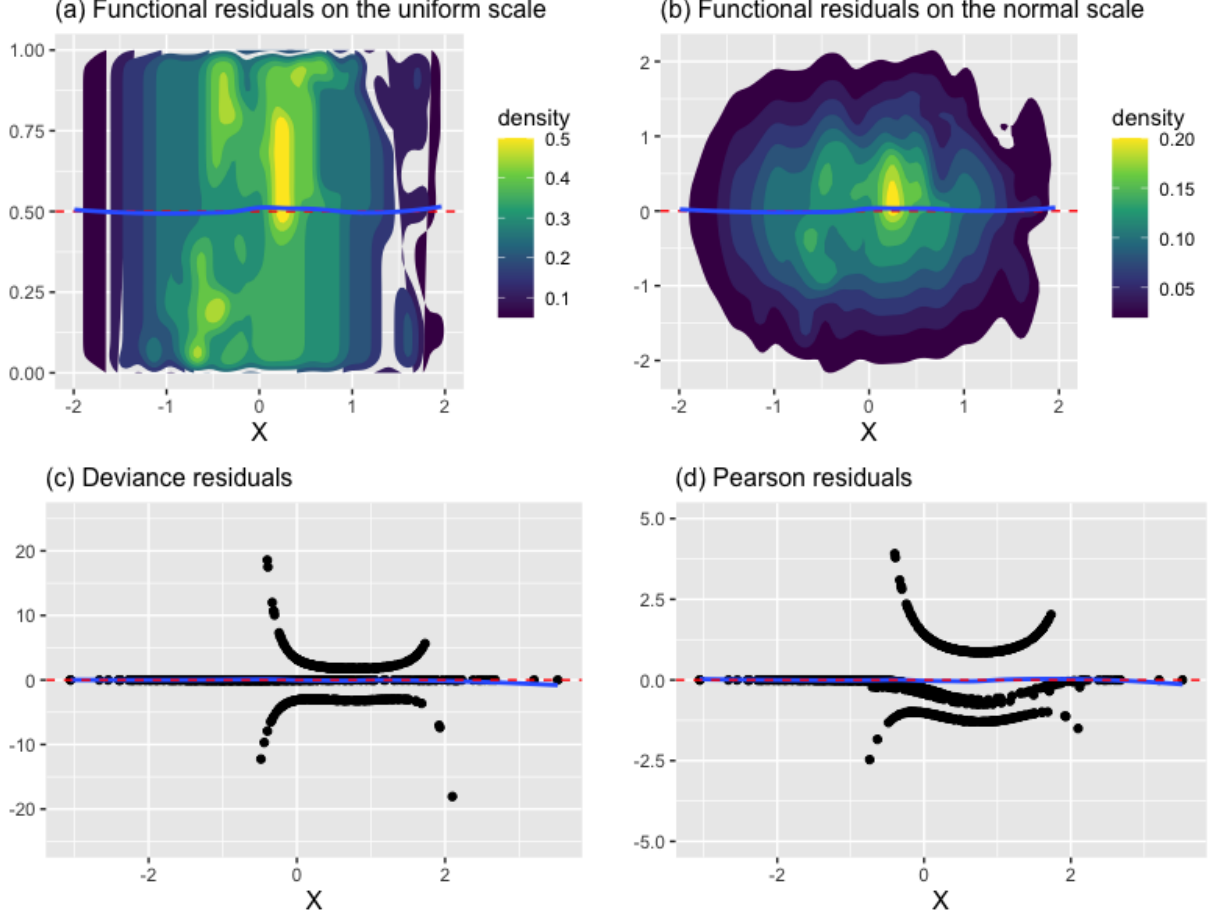 (a) Functional residuals on the uniform scale
1.00
0.75
0.50
0.25
0.00
-2 -1 0 1 2
X
density
0.5
0.4
0.3
0.2
0.1
(b) Functional residuals on the normal scale
2
1
0
-1
-2
-2 -1 0 1 2
X
density
0.20
0.15
0.10
0.05
(c) Deviance residuals
20
10
0
-10
-20
-2 0 2
X
(d) Pearson residuals
5.0
2.5
0.0
-2.5
-5.0
-2 0 2
X